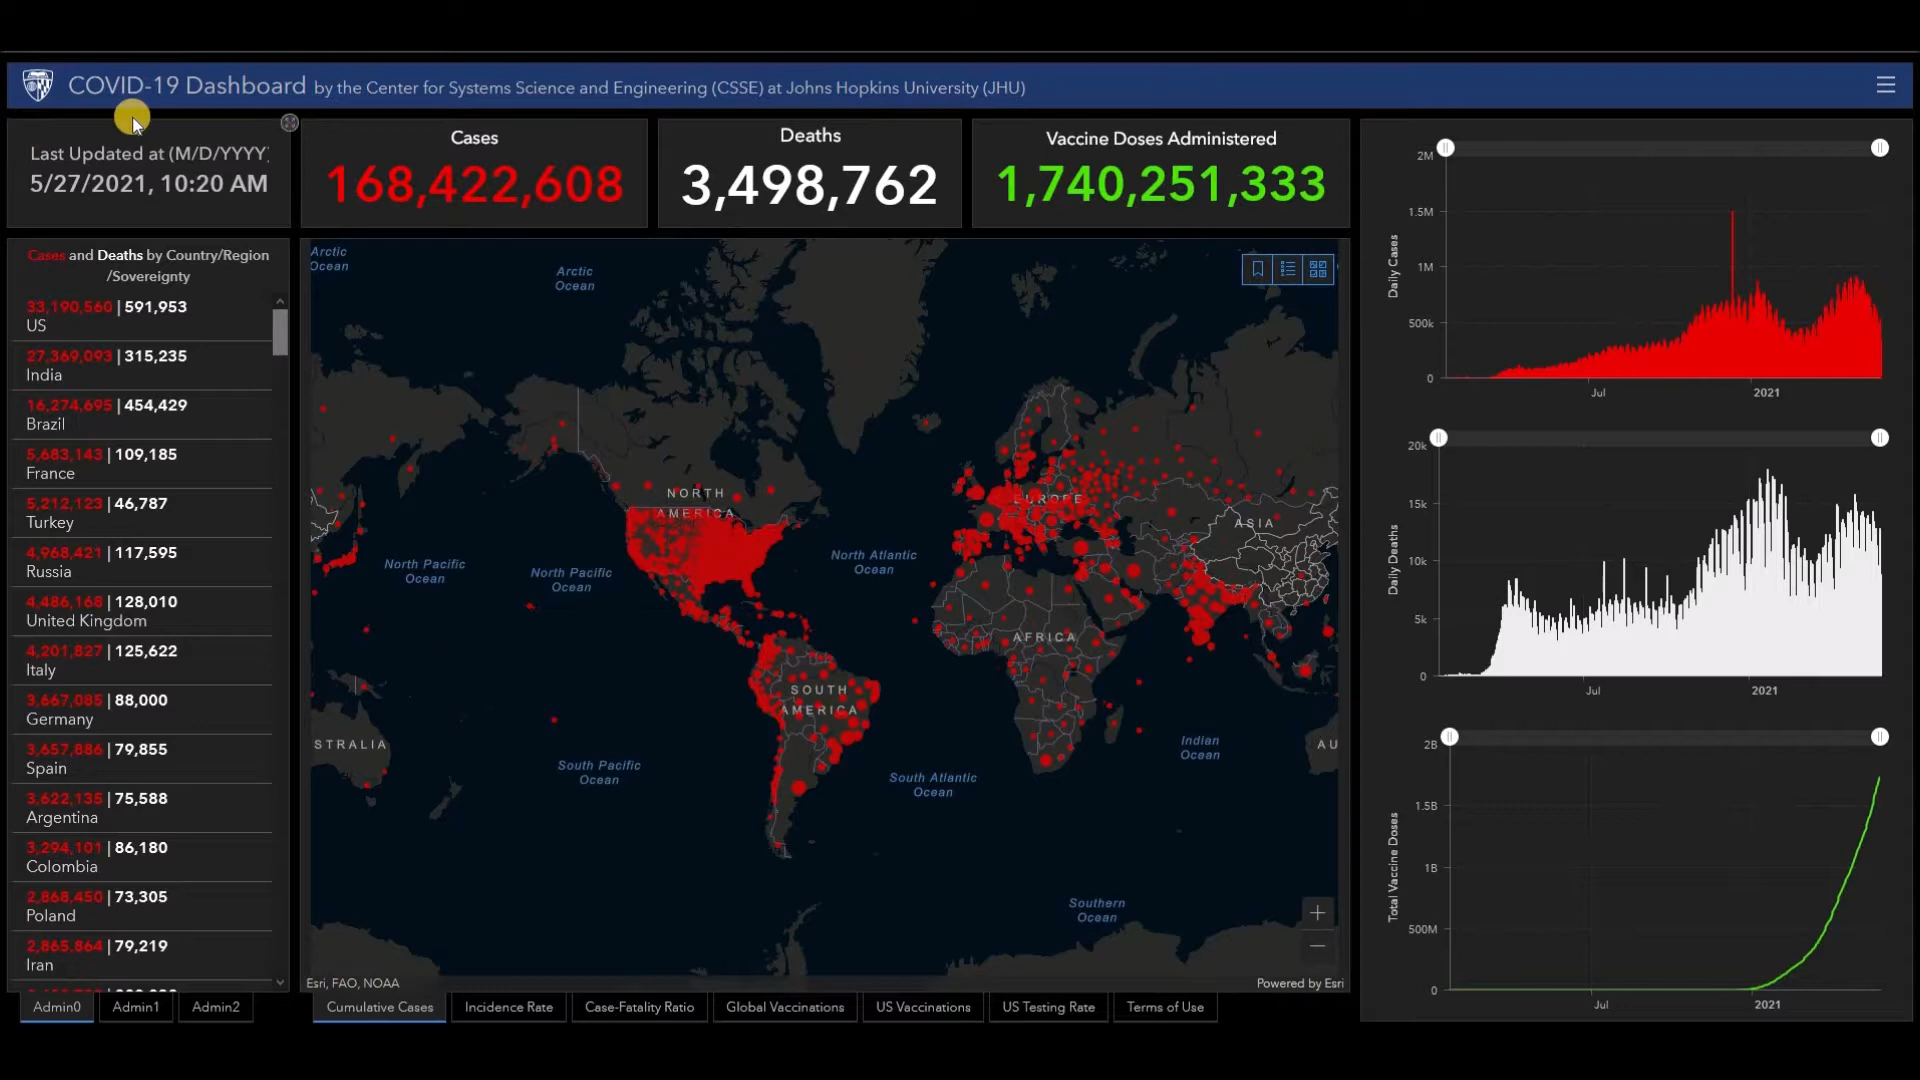 COVID-19 Dashboard by the Center for Systems Science and Engineering (CSSE) at Johns Hopkins University (JHU)
Last Updated at (M/D/YYYY)
5/27/2021, 10:20 AM
Cases
168,422,608
Deaths
3,498,762
Vaccine Doses Administered
1,740,251,333
Cases and Deaths by Country/Region
/Sovereignty
33,190,560 | 591,953
US
27,369,093 | 315,235
India
16,274,695 | 454,429
Brazil
5,683,143 | 109,185
France
5,212,123 | 46,787
Turkey
4,968,421 | 117,595
Russia
4,486,168 | 128,010
United Kingdom
4,201,827 | 125,622
Italy
3,667,085 | 88,000
Germany
3,657,886 | 79,855
Spain
3,622,135 | 75,588
Argentina
3,294,101 | 86,180
Colombia
2,868,450 | 73,305
Poland
2,865,864 | 79,219
Iran
Admin0
Admin1
Admin2
Arctic
Ocean
Arctic
Ocean
NORTH
AMERICA
EUROPE
ASIA
North Pacific
Ocean
North Pacific
Ocean
North Atlantic
Ocean
AFRICA
SOUTH
AMERICA
STRALIA
AU
Indian
Ocean
South Pacific
Ocean
South Atlantic
Ocean
Southern
Ocean
Esri, FAO, NOAA
Powered by Esri
Cumulative Cases
Incidence Rate
Case-Fatality Ratio
Global Vaccinations
US Vaccinations
US Testing Rate
Terms of Use
Daily Cases
2M
1.5M
1M
500k
0
Jul
2021
Daily Deaths
20k
15k
10k
5k
0
Jul
2021
Total Vaccine Doses
2B
1.5B
1B
500M
0
Jul
2021